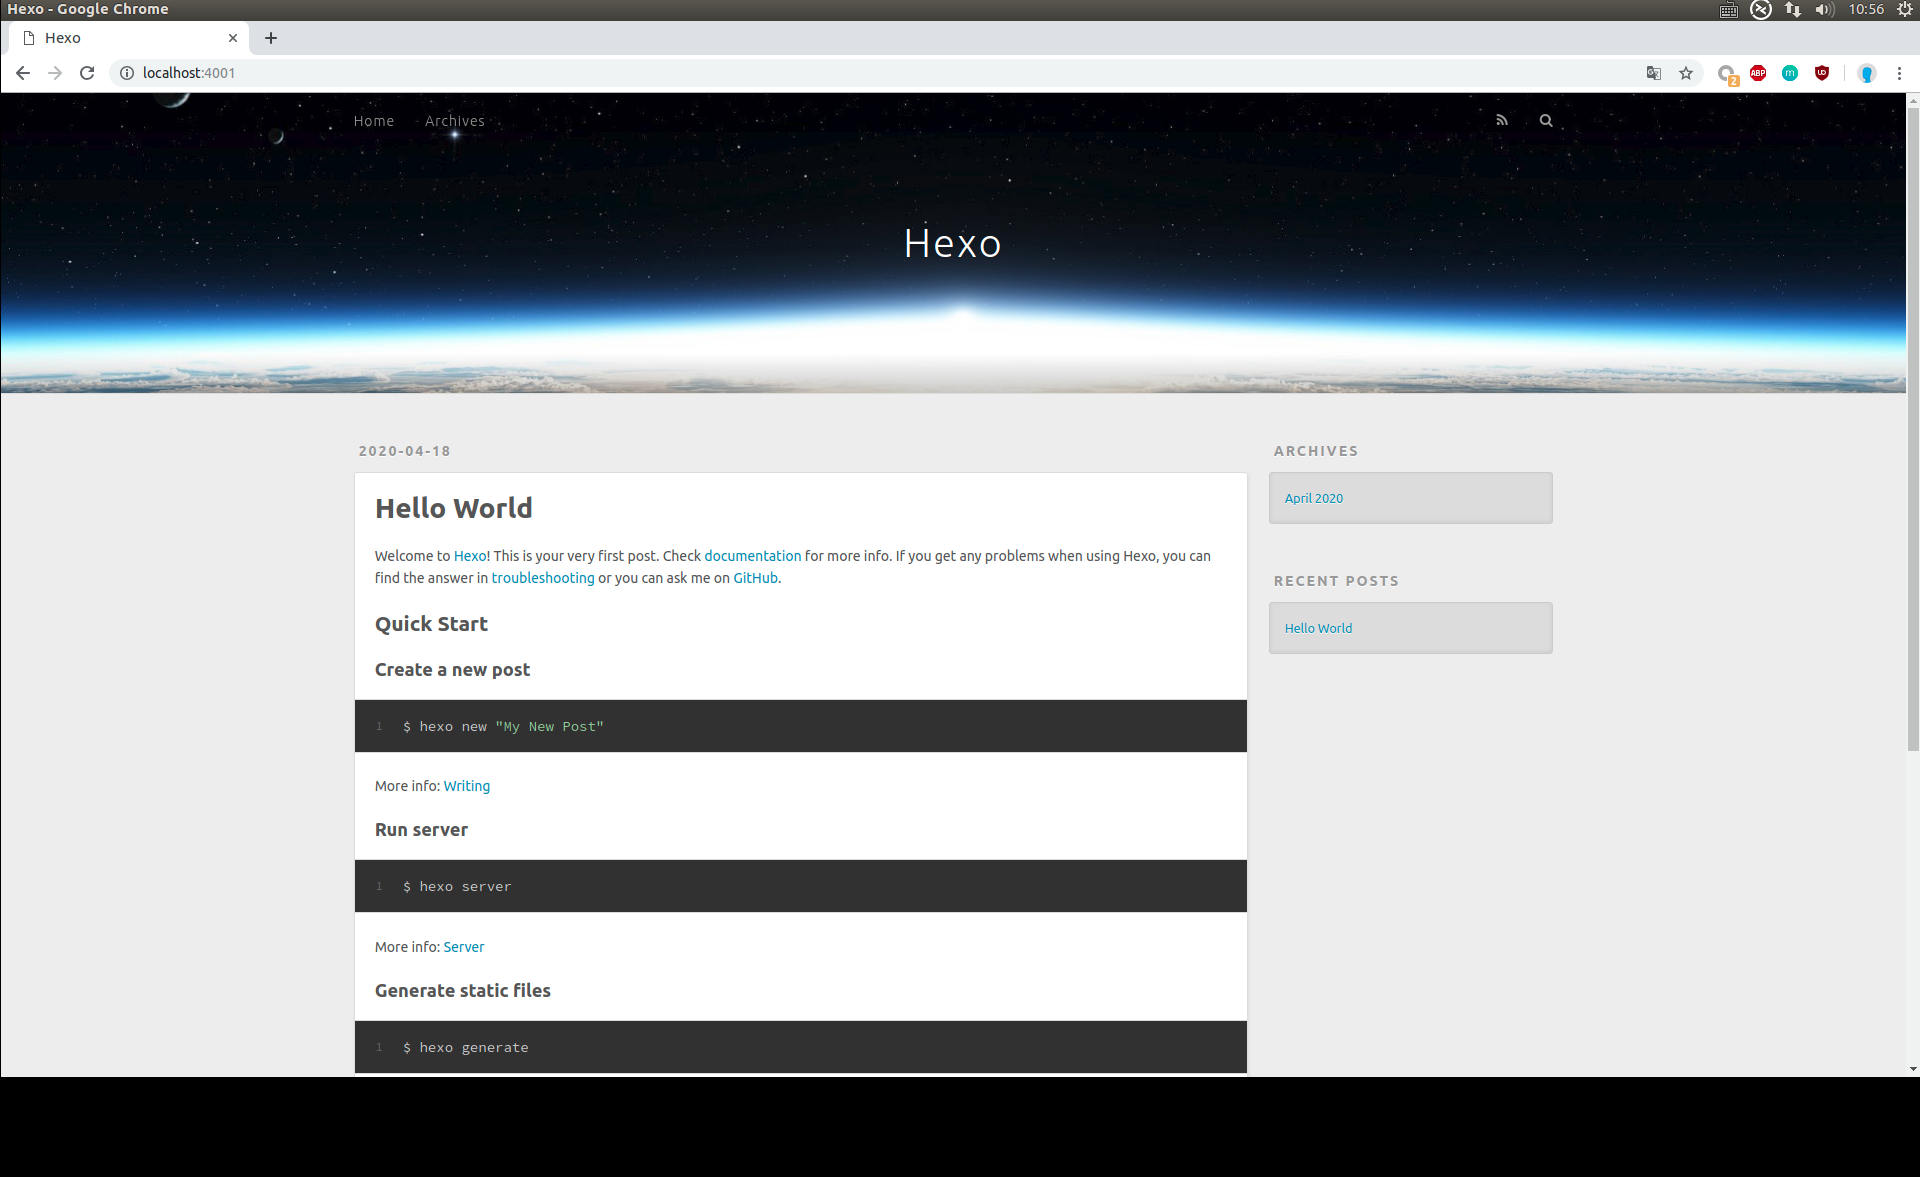 Hexo - Google Chrome
10:56
Hexo
localhost:4001
2
ABP
m
Home
Archives
Hexo
2020-04-18
Hello World
Welcome to Hexo! This is your very first post. Check documentation for more info. If you get any problems when using Hexo, you can
find the answer in troubleshooting or you can ask me on GitHub.
Quick Start
Create a new post
1 $ hexo new "My New Post"
More info: Writing
Run server
1 $ hexo server
More info: Server
Generate static files
1 $ hexo generate
ARCHIVES
April 2020
RECENT POSTS
Hello World